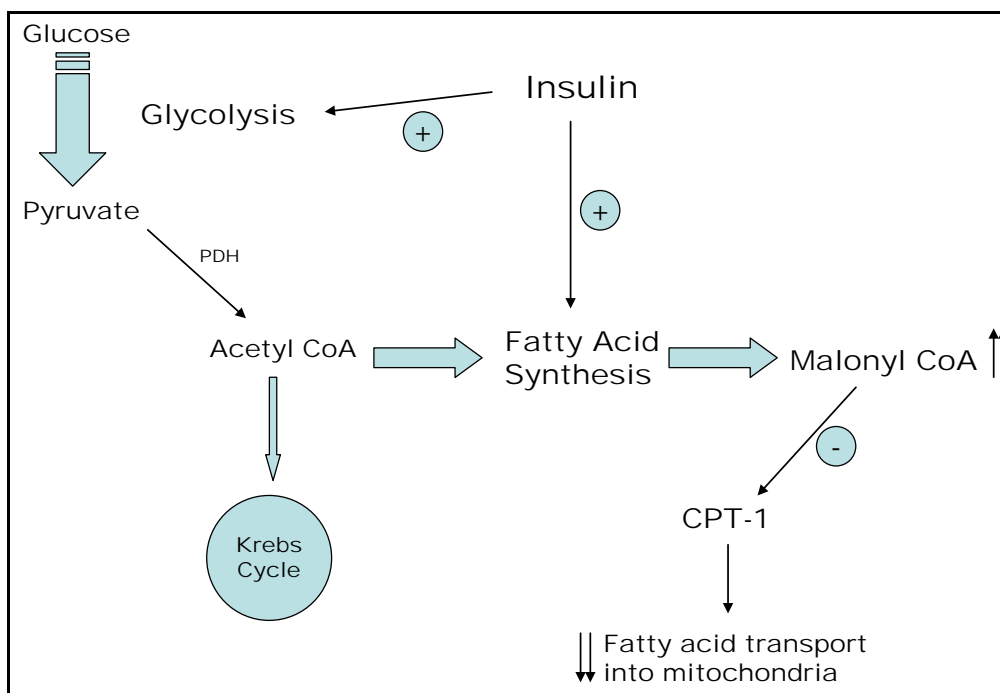 Glucose
Insulin
Glycolysis
+
+
Pyruvate
PDH
Acetyl CoA
Fatty Acid
Synthesis
Malonyl CoA
-
CPT-1
Krebs
Cycle
Fatty acid transport
into mitochondria